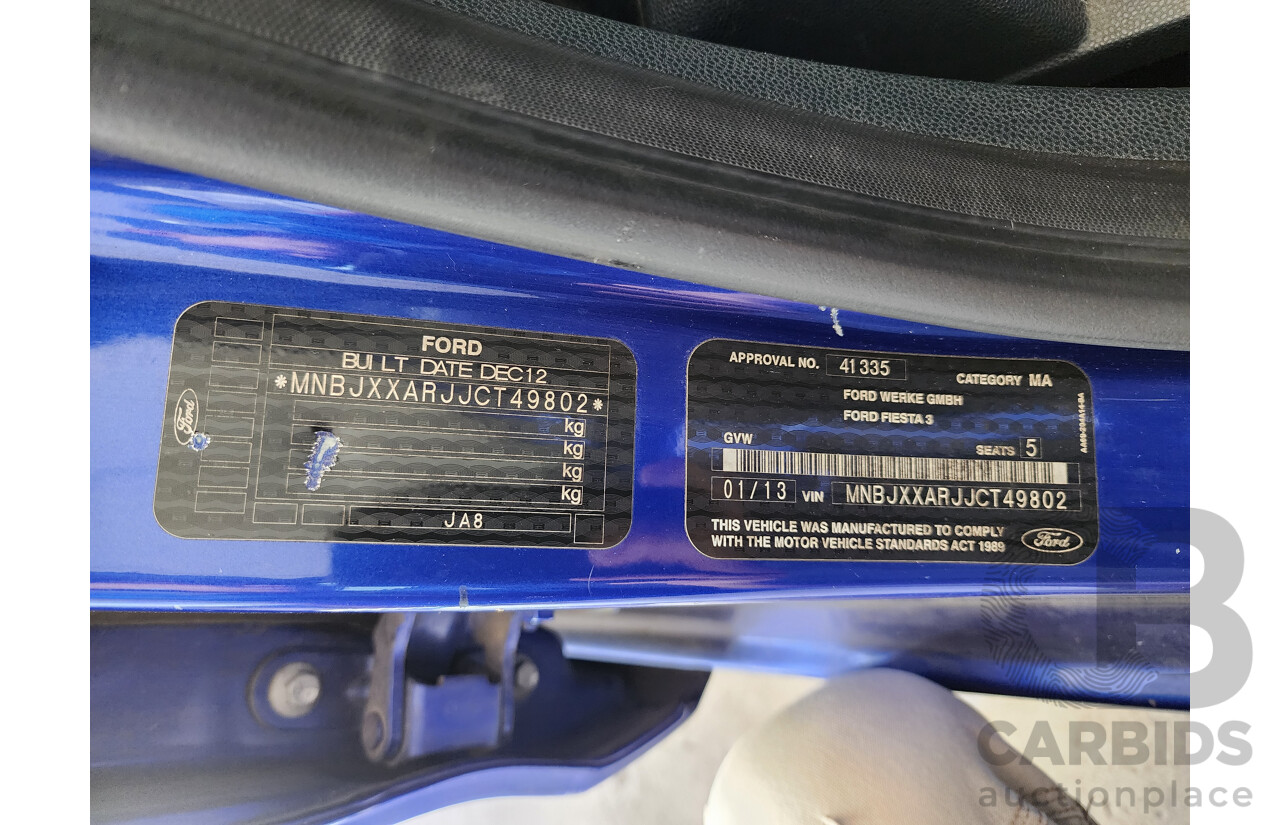 FORD
BUILT DATE DEC12
*MNBJXXARJJCT49802*
kg
kg
kg
kg
JA8
Ford
APPROVAL NO. 41335
CATEGORY MA
FORD WERKE GMBH
FORD FIESTA 3
GVW
SEATS 5
01/13 VIN MNBJXXARJJCT49802
THIS VEHICLE WAS MANUFACTURED TO COMPLY
WITH THE MOTOR VEHICLE STANDARDS ACT 1989
Ford
CB
CARBIDS
auctionplace